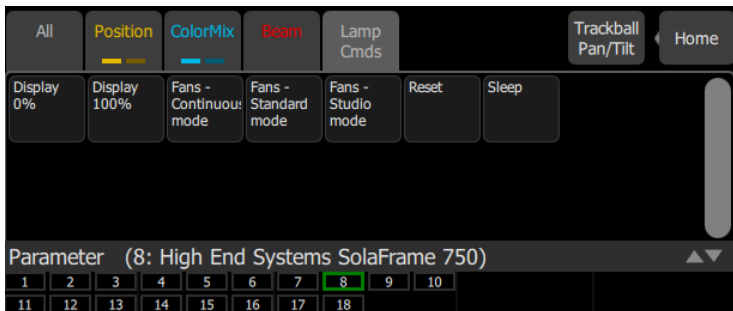 All Position ColorMix Beam Lamp Cmds Trackball Pan/Tilt Home
Display 0% Display 100% Fans - Continuous mode Fans - Standard mode Fans - Studio mode Reset Sleep
Parameter (8: High End Systems SolaFrame 750)
1 2 3 4 5 6 7 8 9 10
11 12 13 14 15 16 17 18